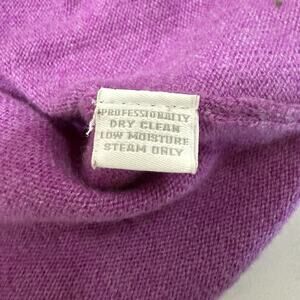 PROFESSIONALLY
DRY CLEAN
LOW MOISTURE
STEAM ONLY